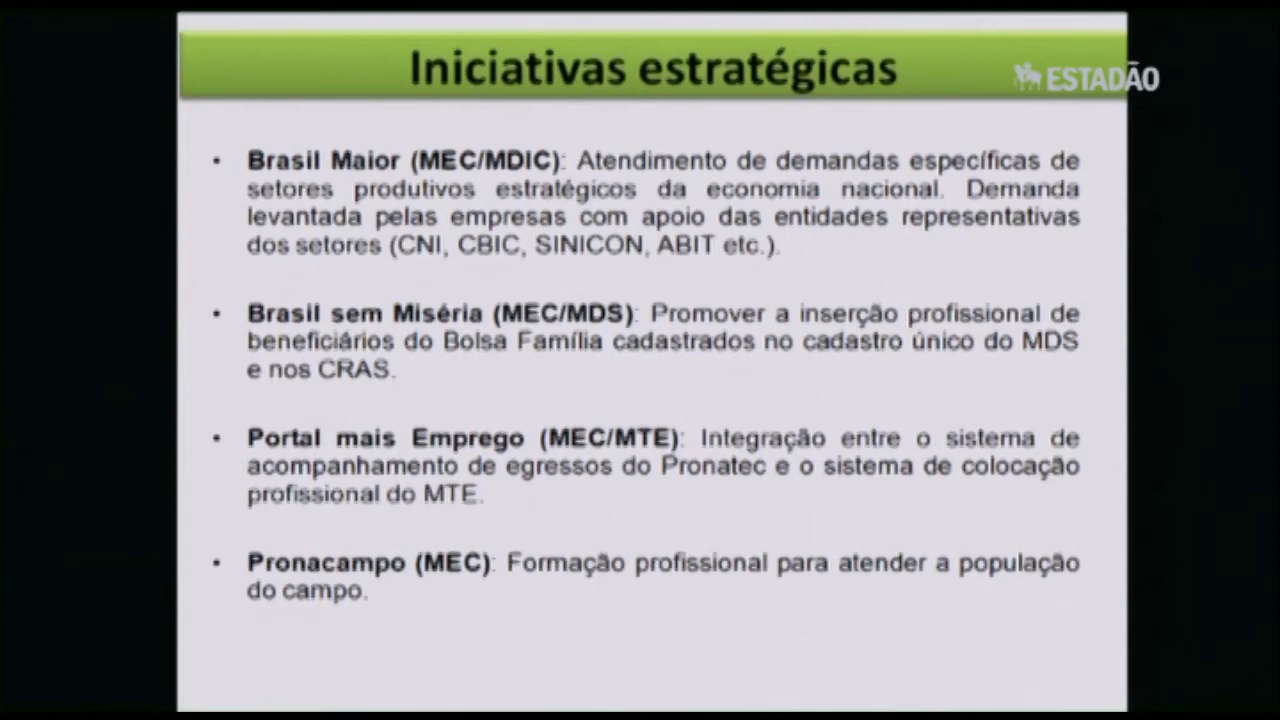 Iniciativas estratégicas
ESTADÃO
• Brasil Maior (MEC/MDIC): Atendimento de demandas específicas de
setores produtivos estratégicos da economia nacional. Demanda
levantada pelas empresas com apoio das entidades representativas
dos setores (CNI, CBIC, SINICON, ABIT etc.).
• Brasil sem Miséria (MEC/MDS): Promover a inserção profissional de
beneficiários do Bolsa Família cadastrados no cadastro único do MDS
e nos CRAS.
• Portal mais Emprego (MEC/MTE): Integração entre o sistema de
acompanhamento de egressos do Pronatec e o sistema de colocação
profissional do MTE.
• Pronacampo (MEC): Formação profissional para atender a população
do campo.